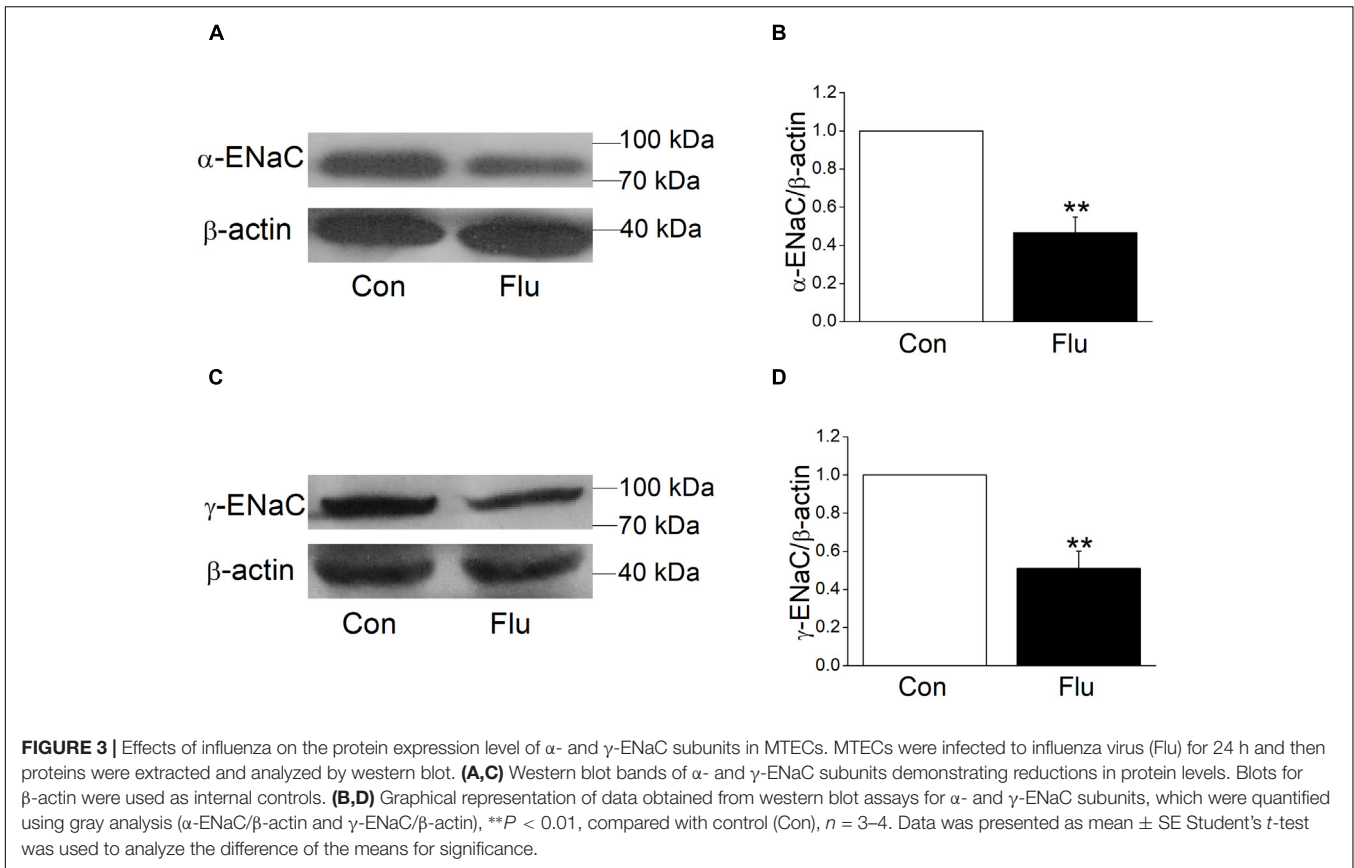 A
α-ENaC
100 kDa
70 kDa
β-actin
40 kDa
Con Flu
B
α-ENaC/β-actin
1.2
1.0
0.8
0.6
0.4
0.2
0.0
**
Con Flu
C
γ-ENaC
100 kDa
70 kDa
β-actin
40 kDa
Con Flu
D
γ-ENaC/β-actin
1.2
1.0
0.8
0.6
0.4
0.2
0.0
**
Con Flu
FIGURE 3 | Effects of influenza on the protein expression level of α- and γ-ENaC subunits in MTECs. MTECs were infected to influenza virus (Flu) for 24 h and then
proteins were extracted and analyzed by western blot. (A,C) Western blot bands of α- and γ-ENaC subunits demonstrating reductions in protein levels. Blots for
β-actin were used as internal controls. (B,D) Graphical representation of data obtained from western blot assays for α- and γ-ENaC subunits, which were quantified
using gray analysis (α-ENaC/β-actin and γ-ENaC/β-actin), **P < 0.01, compared with control (Con), n = 3–4. Data was presented as mean ± SE Student's t-test
was used to analyze the difference of the means for significance.